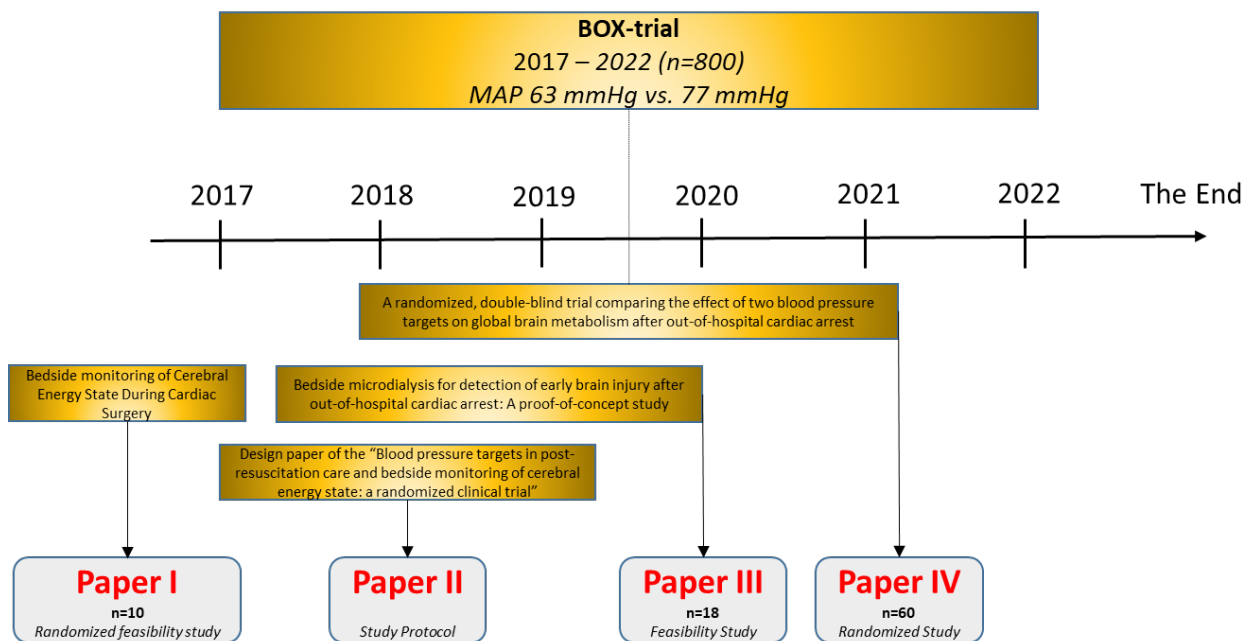 BOX-trial
2017 – 2022 (n=800)
MAP 63 mmHg vs. 77 mmHg
2017 2018 2019 2020 2021 2022 The End
A randomized, double-blind trial comparing the effect of two blood pressure
targets on global brain metabolism after out-of-hospital cardiac arrest
Bedside monitoring of Cerebral
Energy State During Cardiac
Surgery
Bedside microdialysis for detection of early brain injury after
out-of-hospital cardiac arrest: A proof-of-concept study
Design paper of the “Blood pressure targets in post-
resuscitation care and bedside monitoring of cerebral
energy state: a randomized clinical trial”
Paper I
n=10
Randomized feasibility study
Paper II
Study Protocol
Paper III
n=18
Feasibility Study
Paper IV
n=60
Randomized Study